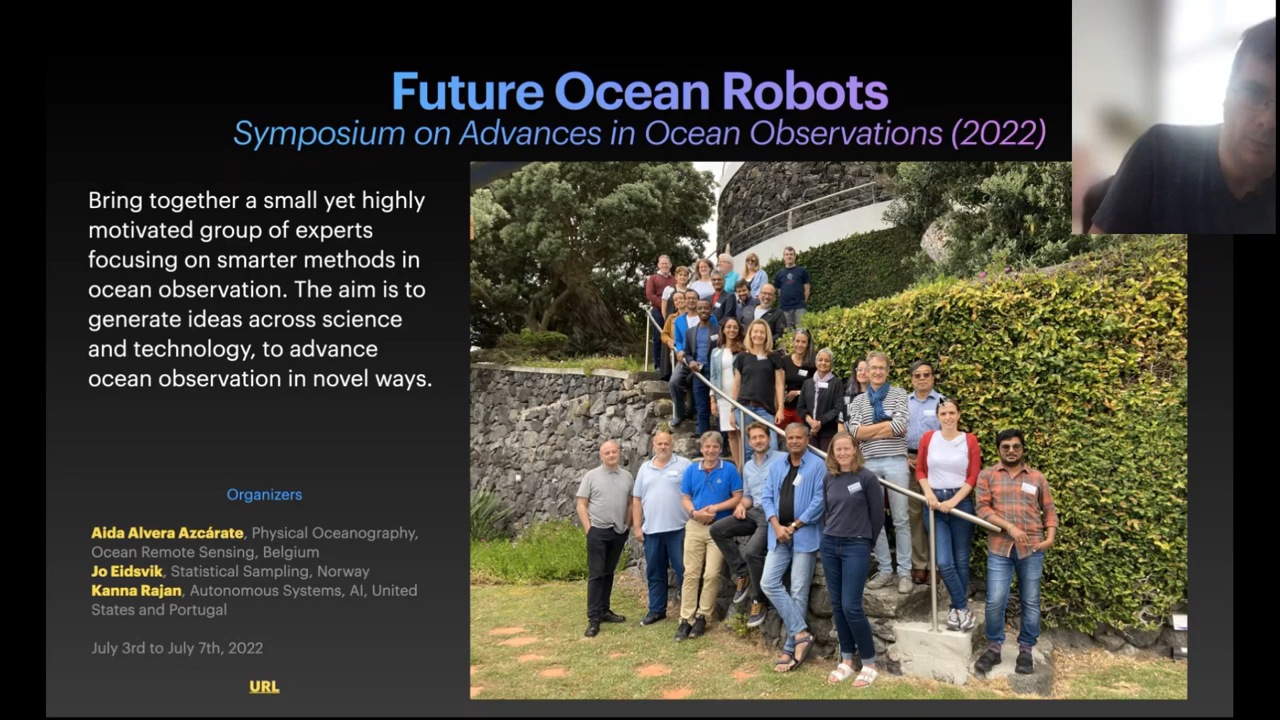 Future Ocean Robots
Symposium on Advances in Ocean Observations (2022)
Bring together a small yet highly
motivated group of experts
focusing on smarter methods in
ocean observation. The aim is to
generate ideas across science
and technology, to advance
ocean observation in novel ways.
Organizers
Aida Alvera Azcárate, Physical Oceanography,
Ocean Remote Sensing, Belgium
Jo Eidsvik, Statistical Sampling, Norway
Kanna Rajan, Autonomous Systems, AI, United
States and Portugal
July 3rd to July 7th, 2022
URL